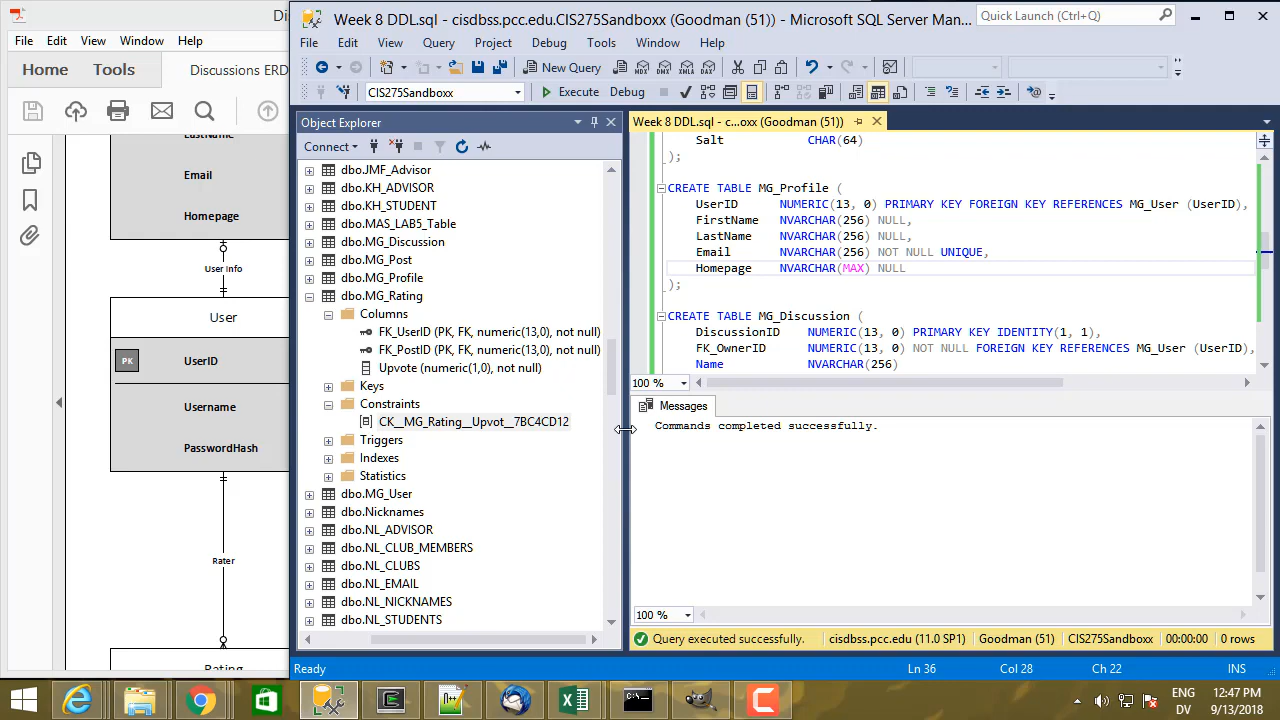 Di
File Edit View Window Help
Home Tools Discussions ERD
LastName
Email
Homepage
User Info
User
PK UserID
Username
PasswordHash
Rater
Rating
Week 8 DDL.sql - cisdbss.pcc.edu.CIS275Sandboxx (Goodman (51)) - Microsoft SQL Server Man...
Quick Launch (Ctrl+Q)
File Edit View Query Project Debug Tools Window Help
New Query
CIS275Sandboxx Execute Debug
Object Explorer
Connect
dbo.JMF_Advisor
dbo.KH_ADVISOR
dbo.KH_STUDENT
dbo.MAS_LAB5_Table
dbo.MG_Discussion
dbo.MG_Post
dbo.MG_Profile
dbo.MG_Rating
Columns
FK_UserID (PK, FK, numeric(13,0), not null)
FK_PostID (PK, FK, numeric(13,0), not null)
Upvote (numeric(1,0), not null)
Keys
Constraints
CK__MG_Rating__Upvot__7BC4CD12
Triggers
Indexes
Statistics
dbo.MG_User
dbo.Nicknames
dbo.NL_ADVISOR
dbo.NL_CLUB_MEMBERS
dbo.NL_CLUBS
dbo.NL_EMAIL
dbo.NL_NICKNAMES
dbo.NL_STUDENTS
Week 8 DDL.sql - c...oxx (Goodman (51))
Salt CHAR(64)
);
CREATE TABLE MG_Profile (
UserID NUMERIC(13, 0) PRIMARY KEY FOREIGN KEY REFERENCES MG_User (UserID),
FirstName NVARCHAR(256) NULL,
LastName NVARCHAR(256) NULL,
Email NVARCHAR(256) NOT NULL UNIQUE,
Homepage NVARCHAR(MAX) NULL
);
CREATE TABLE MG_Discussion (
DiscussionID NUMERIC(13, 0) PRIMARY KEY IDENTITY(1, 1),
FK_OwnerID NUMERIC(13, 0) NOT NULL FOREIGN KEY REFERENCES MG_User (UserID),
Name NVARCHAR(256)
100 %
Messages
Commands completed successfully.
100 %
Query executed successfully. cisdbss.pcc.edu (11.0 SP1) Goodman (51) CIS275Sandboxx 00:00:00 0 rows
Ready Ln 36 Col 28 Ch 22 INS
ENG 12:47 PM
DV 9/13/2018